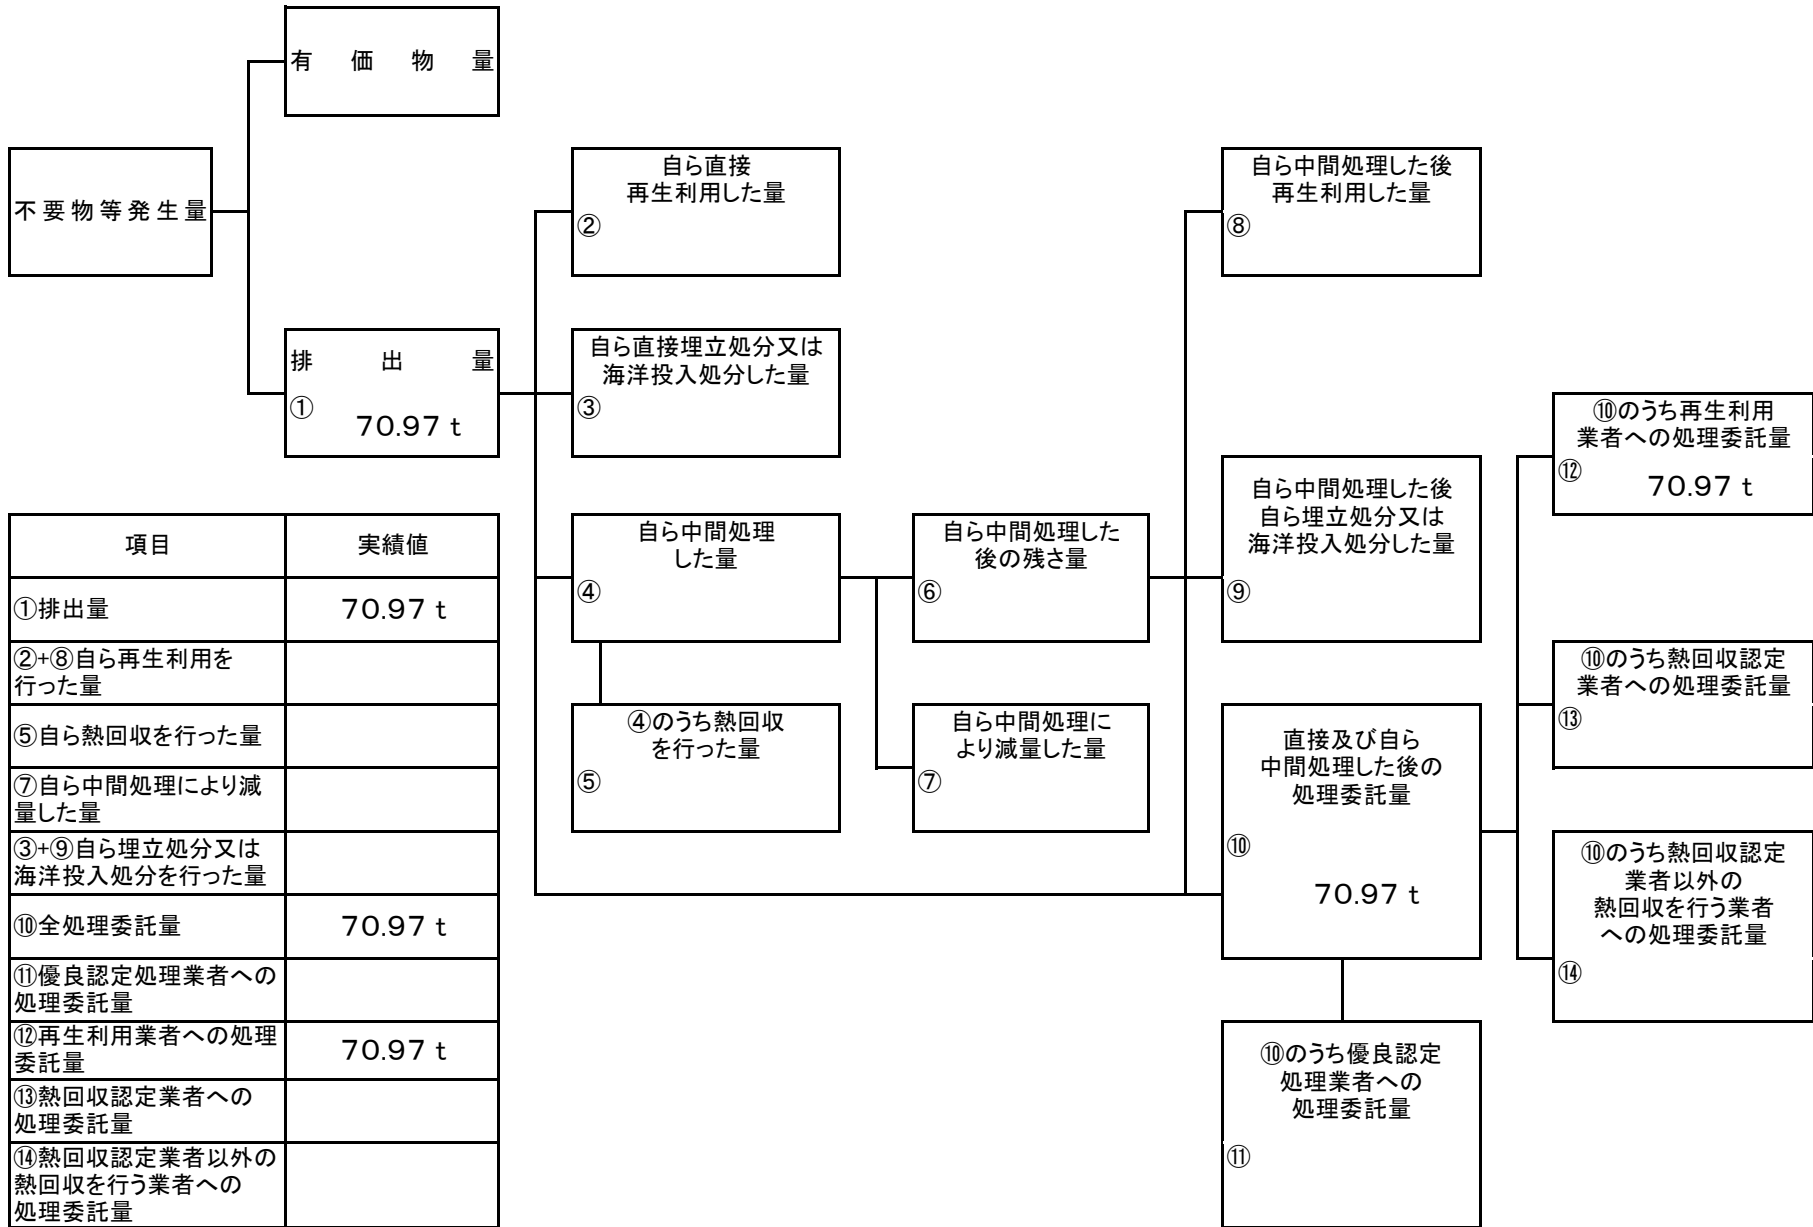 有価物量
不要物等発生量
排出量
①
70.97 t
自ら直接
再生利用した量
②
自ら直接埋立処分又は
海洋投入処分した量
③
自ら中間処理
した量
④
④のうち熱回収
を行った量
⑤
自ら中間処理した
後の残さ量
⑥
自ら中間処理に
より減量した量
⑦
自ら中間処理した後
再生利用した量
⑧
自ら中間処理した後
自ら埋立処分又は
海洋投入処分した量
⑨
直接及び自ら
中間処理した後の
処理委託量
⑩
70.97 t
⑩のうち優良認定
処理業者への
処理委託量
⑪
⑩のうち再生利用
業者への処理委託量
⑫
70.97 t
⑩のうち熱回収認定
業者への処理委託量
⑬
⑩のうち熱回収認定
業者以外の
熱回収を行う業者
への処理委託量
⑭
項目 実績値
①排出量 70.97 t
②+⑧自ら再生利用を
行った量
⑤自ら熱回収を行った量
⑦自ら中間処理により減
量した量
③+⑨自ら埋立処分又は
海洋投入処分を行った量
⑩全処理委託量 70.97 t
⑪優良認定処理業者への
処理委託量
⑫再生利用業者への処理
委託量 70.97 t
⑬熱回収認定業者への
処理委託量
⑭熱回収認定業者以外の
熱回収を行う業者への
処理委託量